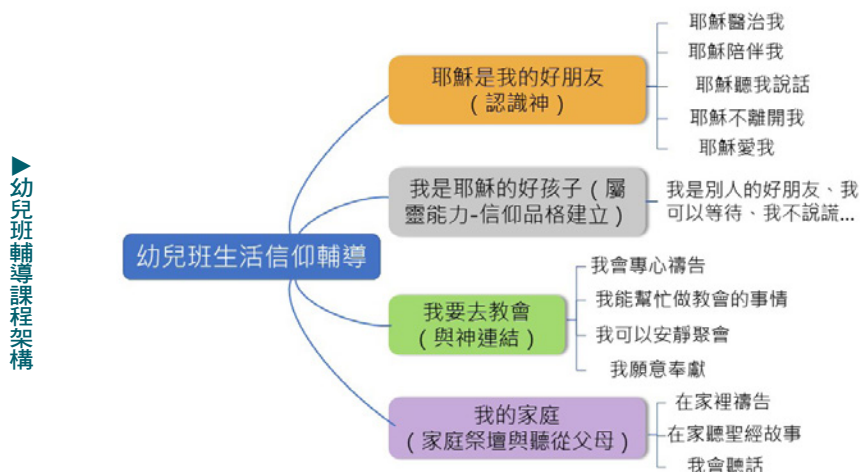 ▶幼兒班輔導課程架構
幼兒班生活信仰輔導
耶穌是我的好朋友
(認識神)
耶穌醫治我
耶穌陪伴我
耶穌聽我說話
耶穌不離開我
耶穌愛我
我是耶穌的好孩子(屬
靈能力-信仰品格建立)
我是別人的好朋友、我
可以等待、我不說謊...
我要去教會
(與神連結)
我會專心禱告
我能幫忙做教會的事情
我可以安靜聚會
我願意奉獻
我的家庭
(家庭祭壇與聽從父母)
在家裡禱告
在家聽聖經故事
我會聽話